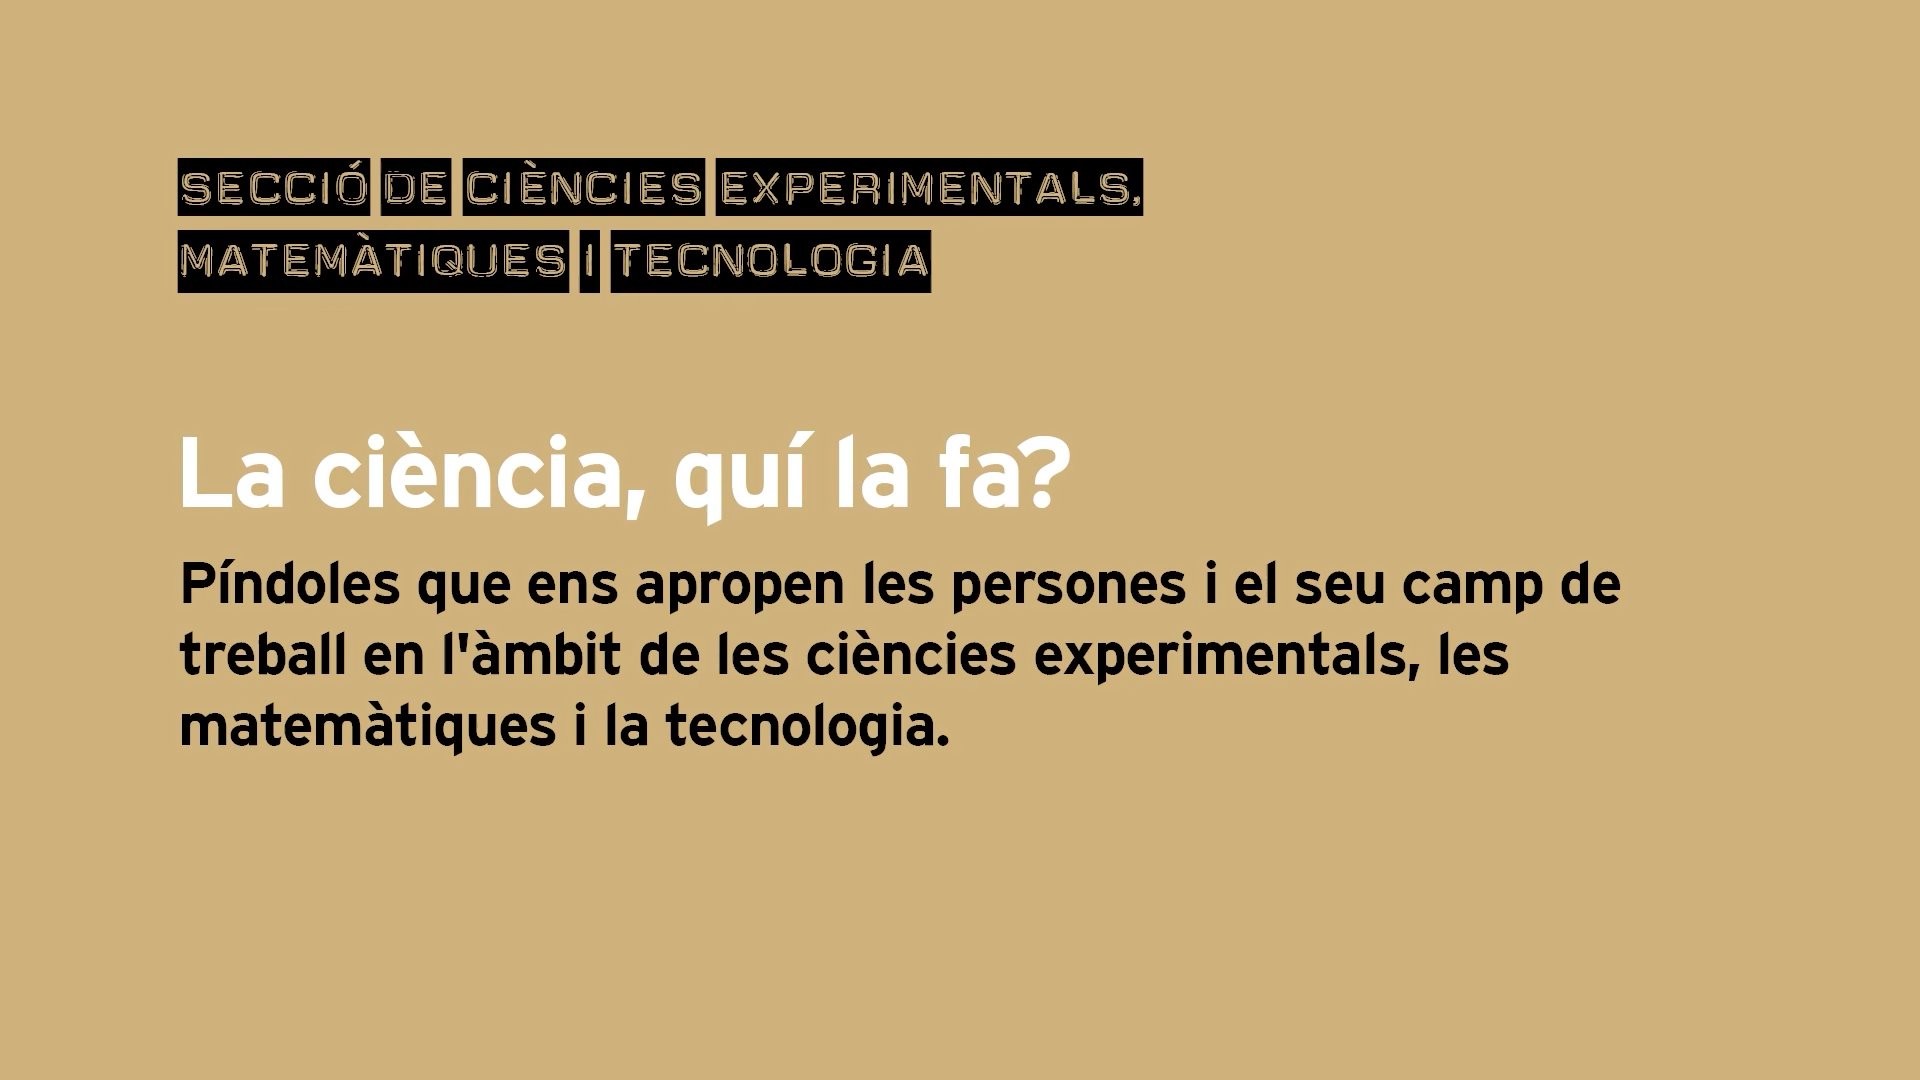 SECCIÓ DE CIÈNCIES EXPERIMENTALS,
MATEMÀTIQUES I TECNOLOGIA
La ciència, quí la fa?
Píndoles que ens apropen les persones i el seu camp de
treball en l'àmbit de les ciències experimentals, les
matemàtiques i la tecnologia.